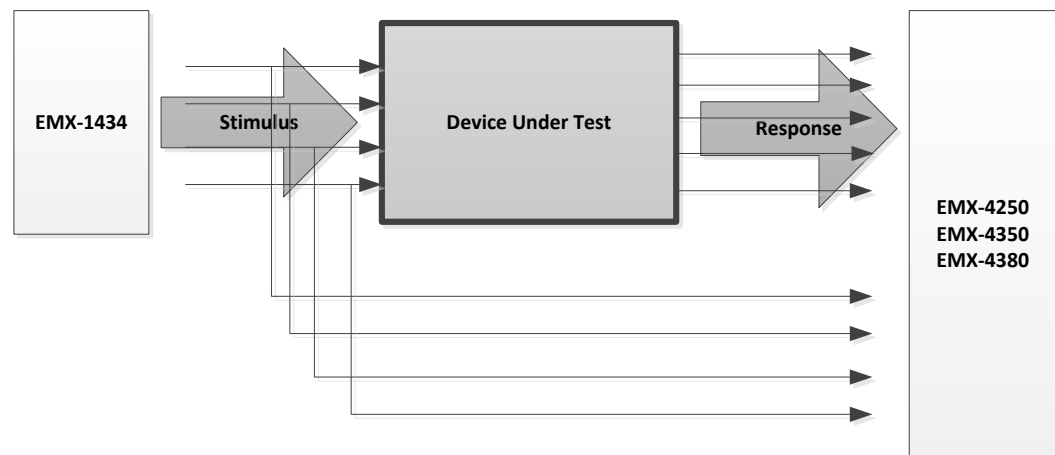 EMX-1434
Stimulus
Device Under Test
Response
EMX-4250
EMX-4350
EMX-4380